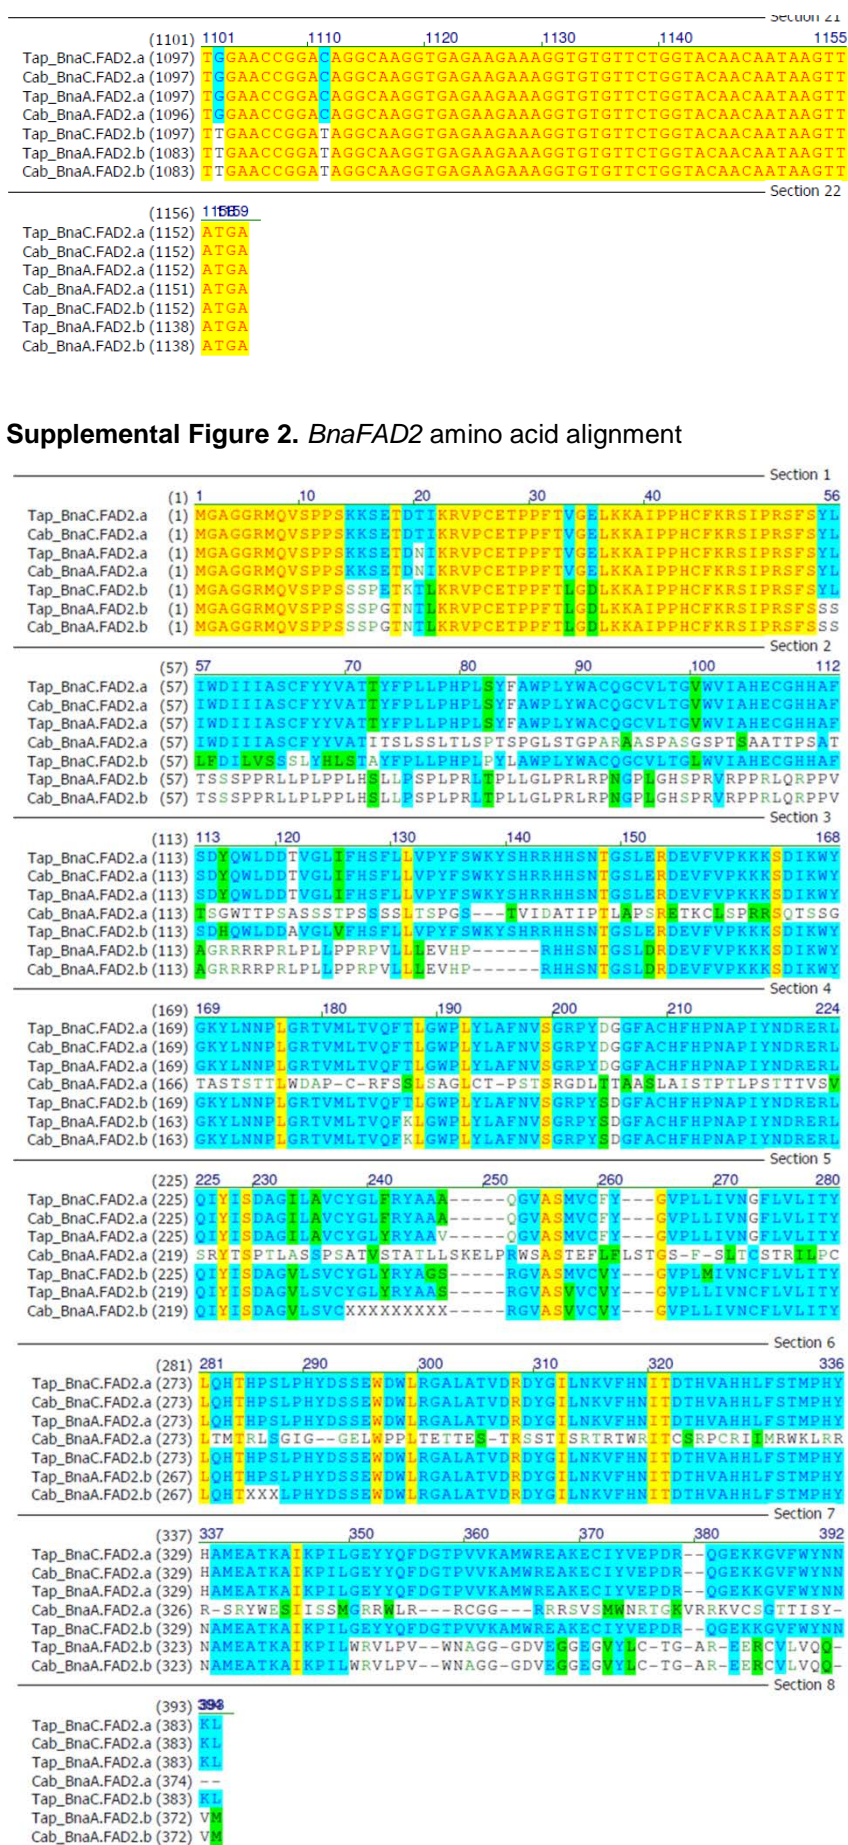 Section 21
(1101) 1101 1110 1120 1130 1140 1155
Tap_BnaC.FAD2.a (1097) TGGAACCGGACAGGCAAGGTGAGAAGAAAGGTGTGTTCTGGTACAACAATAAGTT
Cab_BnaC.FAD2.a (1097) TGGAACCGGACAGGCAAGGTGAGAAGAAAGGTGTGTTCTGGTACAACAATAAGTT
Tap_BnaA.FAD2.a (1097) TGGAACCGGACAGGCAAGGTGAGAAGAAAGGTGTGTTCTGGTACAACAATAAGTT
Cab_BnaA.FAD2.a (1096) TGGAACCGGACAGGCAAGGTGAGAAGAAAGGTGTGTTCTGGTACAACAATAAGTT
Tap_BnaC.FAD2.b (1097) TTGAACCGGATAGGCAAGGTGAGAAGAAAGGTGTGTTCTGGTACAACAATAAGTT
Tap_BnaA.FAD2.b (1083) TTGAACCGGATAGGCAAGGTGAGAAGAAAGGTGTGTTCTGGTACAACAATAAGTT
Cab_BnaA.FAD2.b (1083) TTGAACCGGATAGGCAAGGTGAGAAGAAAGGTGTGTTCTGGTACAACAATAAGTT
Section 22
(1156)
Tap_BnaC.FAD2.a (1152) ATGA
Cab_BnaC.FAD2.a (1152) ATGA
Tap_BnaA.FAD2.a (1152) ATGA
Cab_BnaA.FAD2.a (1151) ATGA
Tap_BnaC.FAD2.b (1152) ATGA
Tap_BnaA.FAD2.b (1138) ATGA
Cab_BnaA.FAD2.b (1138) ATGA
Supplemental Figure 2. BnaFAD2 amino acid alignment
Section 1
(1) 1 10 20 30 40 56
Tap_BnaC.FAD2.a (1) MGAGGRMQVSPPSKKSETDTIKRVPCETPPFTVGELKKAIPPHCFKRSIPRSFSYL
Cab_BnaC.FAD2.a (1) MGAGGRMQVSPPSKKSETDTIKRVPCETPPFTVGELKKAIPPHCFKRSIPRSFSYL
Tap_BnaA.FAD2.a (1) MGAGGRMQVSPPSKKSETDNIKRVPCETPPFTVGELKKAIPPHCFKRSIPRSFSYL
Cab_BnaA.FAD2.a (1) MGAGGRMQVSPPSKKSETDNIKRVPCETPPFTVGELKKAIPPHCFKRSIPRSFSYL
Tap_BnaC.FAD2.b (1) MGAGGRMQVSPPSSSPETKTLKRVPCETPPFTLGDLKKAIPPHCFKRSIPRSFSYL
Tap_BnaA.FAD2.b (1) MGAGGRMQVSPPSSSPGTNTLKRVPCETPPFTLGDLKKAIPPHCFKRSIPRSFSSS
Cab_BnaA.FAD2.b (1) MGAGGRMQVSPPSSSPGTNTLKRVPCETPPFTLGDLKKAIPPHCFKRSIPRSFSSS
Section 2
(57) 57 70 80 90 100 112
Tap_BnaC.FAD2.a (57) IWDIIIASCFYYVATTYFPLLPHPLSYFAWPLYWACQGCVLTGVWVIAHECGHHAF
Cab_BnaC.FAD2.a (57) IWDIIIASCFYYVATTYFPLLPHPLSYFAWPLYWACQGCVLTGVWVIAHECGHHAF
Tap_BnaA.FAD2.a (57) IWDIIIASCFYYVATTYFPLLPHPLSYFAWPLYWACQGCVLTGVWVIAHECGHHAF
Cab_BnaA.FAD2.a (57) IWDIIIASCFYYVATITSLSSLTLSPTSPGLSTGPARAASPASGSPTSAATTPSAT
Tap_BnaC.FAD2.b (57) LFDILVSSSLYHLSTAYFPLLPHPLPYLAWPLYWACQGCVLTGLWVIAHECGHHAF
Tap_BnaA.FAD2.b (57) TSSSPPRLLPLPPLHSLLPSPLPRLTPLLGLPRLRPNGPLGHSPRVRPPRLQRPPV
Cab_BnaA.FAD2.b (57) TSSSPPRLLPLPPLHSLLPSPLPRLTPLLGLPRLRPNGPLGHSPRVRPPRLQRPPV
Section 3
(113) 113 120 130 140 150 168
Tap_BnaC.FAD2.a (113) SDYQWLDDTVGLIFHSFLLVPYFSWKYSHRRHHSNTGSLERDEVFVPKKKSDIKWY
Cab_BnaC.FAD2.a (113) SDYQWLDDTVGLIFHSFLLVPYFSWKYSHRRHHSNTGSLERDEVFVPKKKSDIKWY
Tap_BnaA.FAD2.a (113) SDYQWLDDTVGLIFHSFLLVPYFSWKYSHRRHHSNTGSLERDEVFVPKKKSDIKWY
Cab_BnaA.FAD2.a (113) TSGWTTPSASSSTPSSSSLTSPGS---TVIDATIPTLAPSRETKCLSPRRSQTSSG
Tap_BnaC.FAD2.b (113) SDHQWLDDAVGLVFHSFLLVPYFSWKYSHRRHHSNTGSLERDEVFVPKKKSDIKWY
Tap_BnaA.FAD2.b (113) AGRRRRPRLPLLPPRPVLLLEVHP------RHHSNTGSLDRDEVFVPKKKSDIKWY
Cab_BnaA.FAD2.b (113) AGRRRRPRLPLLPPRPVLLLEVHP------RHHSNTGSLDRDEVFVPKKKSDIKWY
Section 4
(169) 169 180 190 200 210 224
Tap_BnaC.FAD2.a (169) GKYLNNPLGRTVMLTVQFTLGWPLYLAFNVSGRPYDGGFACHFHPNAPIYNDRERL
Cab_BnaC.FAD2.a (169) GKYLNNPLGRTVMLTVQFTLGWPLYLAFNVSGRPYDGGFACHFHPNAPIYNDRERL
Tap_BnaA.FAD2.a (169) GKYLNNPLGRTVMLTVQFTLGWPLYLAFNVSGRPYDGGFACHFHPNAPIYNDRERL
Cab_BnaA.FAD2.a (166) TASTSTTLWDAP-C-RFSSLSAGLCT-PSTSRGDLTTAASLAISTPTLPSTTTVSV
Tap_BnaC.FAD2.b (169) GKYLNNPLGRTVMLTVQFTLGWPLYLAFNVSGRPYSDGFACHFHPNAPIYNDRERL
Tap_BnaA.FAD2.b (163) GKYLNNPLGRTVMLTVQFKLGWPLYLAFNVSGRPYSDGFACHFHPNAPIYNDRERL
Cab_BnaA.FAD2.b (163) GKYLNNPLGRTVMLTVQFKLGWPLYLAFNVSGRPYSDGFACHFHPNAPIYNDRERL
Section 5
(225) 225 230 240 250 260 270 280
Tap_BnaC.FAD2.a (225) QIYISDAGILAVCYGLFRYAAA-----QGVASMVCFY---GVPLLIVNGFLVLITY
Cab_BnaC.FAD2.a (225) QIYISDAGILAVCYGLFRYAAA-----QGVASMVCFY---GVPLLIVNGFLVLITY
Tap_BnaA.FAD2.a (225) QIYISDAGILAVCYGLFRYAAV-----QGVASMVCFY---GVPLLIVNGFLVLITY
Cab_BnaA.FAD2.a (219) SRYTSPTLASSPSATVSTATLLSKELPRWSASTEFLFLSTGS-F-SLTCSTRILPC
Tap_BnaC.FAD2.b (225) QIYISDAGVLSVCYGLYRYAGS-----RGVASMVCVY---GVPLMIVNCFLVLITY
Tap_BnaA.FAD2.b (219) QIYISDAGVLSVCYGLYRYAAS-----RGVASVVCVY---GVPLLIVNCFLVLITY
Cab_BnaA.FAD2.b (219) QIYISDAGVLSVCXXXXXXXXX-----RGVASVVCVY---GVPLLIVNCFLVLITY
Section 6
(281) 281 290 300 310 320 336
Tap_BnaC.FAD2.a (273) LQHTHPSLPHYDSSEWDWLRGALATVDRDYGILNKVFHNITDTHVAHHLFSTMPHY
Cab_BnaC.FAD2.a (273) LQHTHPSLPHYDSSEWDWLRGALATVDRDYGILNKVFHNITDTHVAHHLFSTMPHY
Tap_BnaA.FAD2.a (273) LQHTHPSLPHYDSSEWDWLRGALATVDRDYGILNKVFHNITDTHVAHHLFSTMPHY
Cab_BnaA.FAD2.a (273) LTMTRLSGIG--GELWPPLTETTES-TRSSTISRTRTWRITCSRPCRIIMRWKLRR
Tap_BnaC.FAD2.b (273) LQHTHPSLPHYDSSEWDWLRGALATVDRDYGILNKVFHNITDTHVAHHLFSTMPHY
Tap_BnaA.FAD2.b (267) LQHTHPSLPHYDSSEWDWLRGALATVDRDYGILNKVFHNITDTHVAHHLFSTMPHY
Cab_BnaA.FAD2.b (267) LQHTXXXLPHYDSSEWDWLRGALATVDRDYGILNKVFHNITDTHVAHHLFSTMPHY
Section 7
(337) 337 350 360 370 380 392
Tap_BnaC.FAD2.a (329) HAMEATKAIKPILGEYYQFDGTPVVKAMWREAKECIYVEPDR--QGEKKGVFWYNN
Cab_BnaC.FAD2.a (329) HAMEATKAIKPILGEYYQFDGTPVVKAMWREAKECIYVEPDR--QGEKKGVFWYNN
Tap_BnaA.FAD2.a (329) HAMEATKAIKPILGEYYQFDGTPVVKAMWREAKECIYVEPDR--QGEKKGVFWYNN
Cab_BnaA.FAD2.a (326) R-SRYWESIISSMGRRWLR---RCGG---RRRSVSMWNRTGKVRRKVCSGTTISY-
Tap_BnaC.FAD2.b (329) NAMEATKAIKPILGEYYQFDGTPVVKAMWREAKECIYVEPDR--QGEKKGVFWYNN
Tap_BnaA.FAD2.b (323) NAMEATKAIKPILWRVLPV--WNAGG-GDVEGGEGVYLC-TG-AR-EERCVLVQQ-
Cab_BnaA.FAD2.b (323) NAMEATKAIKPILWRVLPV--WNAGG-GDVEGGEGVYLC-TG-AR-EERCVLVQQ-
Section 8
(393)
Tap_BnaC.FAD2.a (383) KL
Cab_BnaC.FAD2.a (383) KL
Tap_BnaA.FAD2.a (383) KL
Cab_BnaA.FAD2.a (374) --
Tap_BnaC.FAD2.b (383) KL
Tap_BnaA.FAD2.b (372) VM
Cab_BnaA.FAD2.b (372) VM